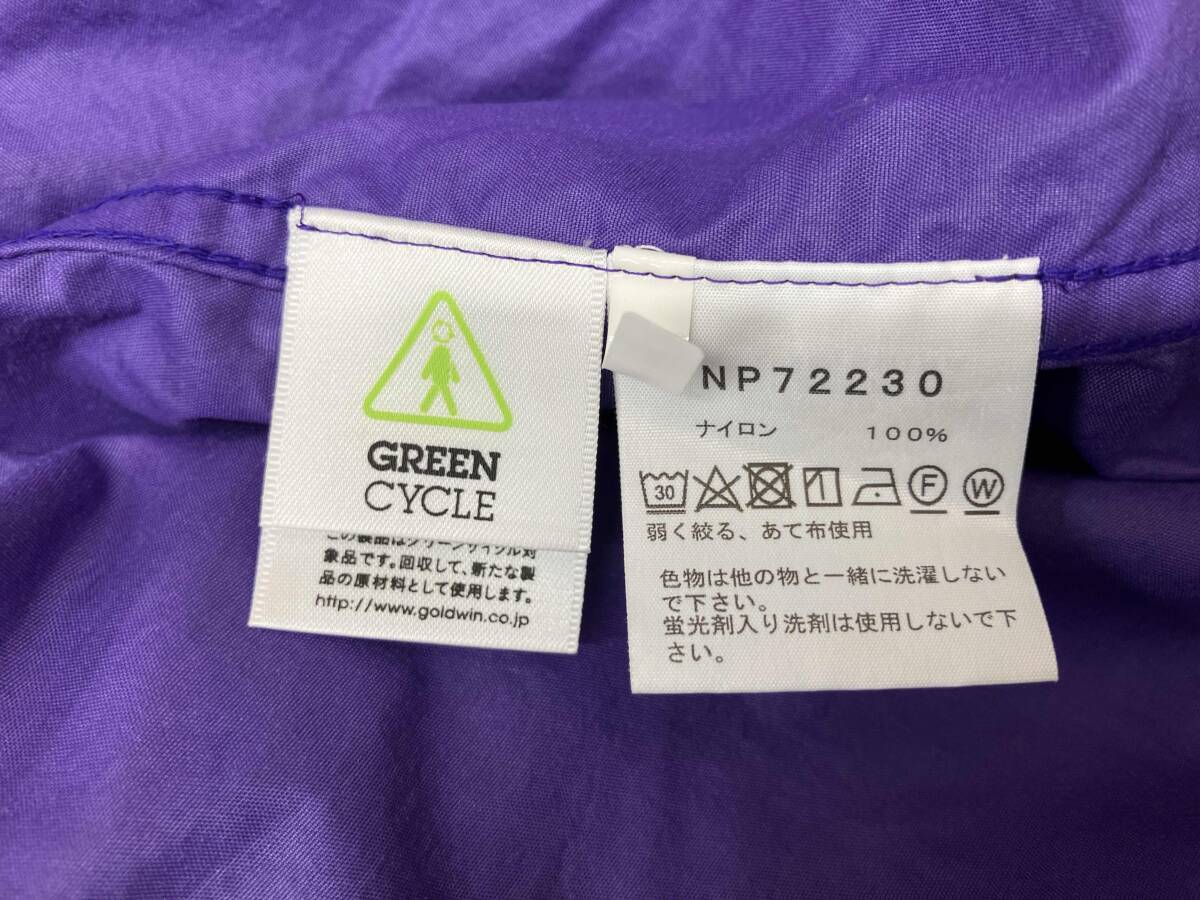 GREEN
CYCLE
この製品はグリーンサイクル対
象品です。回収して、新たな製
品の原材料として使用します。
http://www.goldwin.co.jp
NP72230
ナイロン 100%
30 F W
弱く絞る、あて布使用
色物は他の物と一緒に洗濯しない
で下さい。
蛍光剤入り洗剤は使用しないで下
さい。